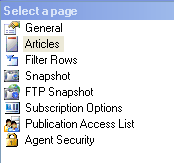 Select a page
General
Articles
Filter Rows
Snapshot
FTP Snapshot
Subscription Options
Publication Access List
Agent Security